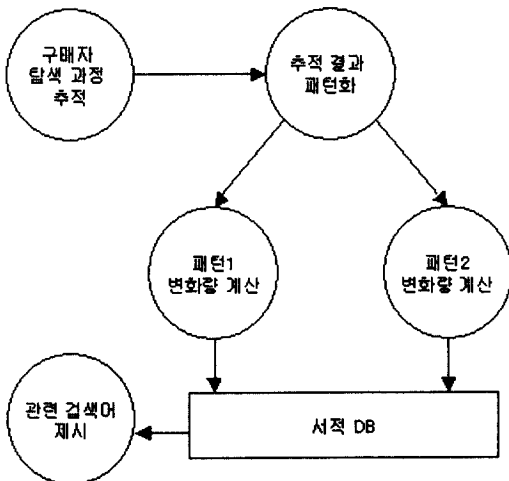 구매자
탐색 과정
추적
추적 결과
패턴화
패턴1
변화량 계산
패턴2
변화량 계산
관련 검색어
제시
서적 DB